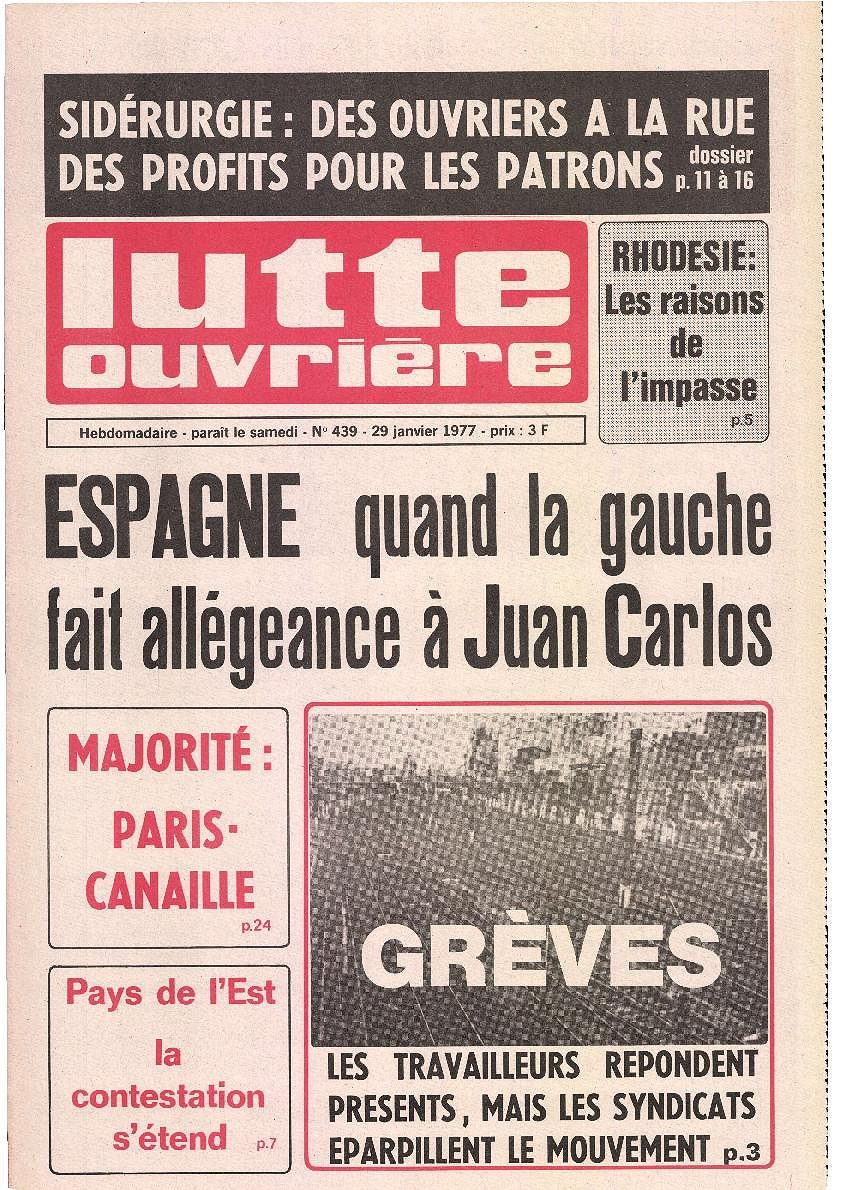 SIDÉRURGIE : DES OUVRIERS A LA RUE
DES PROFITS POUR LES PATRONS dossier p. 11 à 16
lutte
ouvrière
RHODESIE:
Les raisons
de
l'impasse
p.5
Hebdomadaire - parait le samedi - N° 439 - 29 janvier 1977 - prix : 3 F
ESPAGNE quand la gauche
fait allégeance à Juan Carlos
MAJORITÉ :
PARIS-
CANAILLE
p.24
Pays de l'Est
la
contestation
s'étend p.7
GRÈVES
LES TRAVAILLEURS REPONDENT
PRESENTS, MAIS LES SYNDICATS
EPARPILLENT LE MOUVEMENT p.3